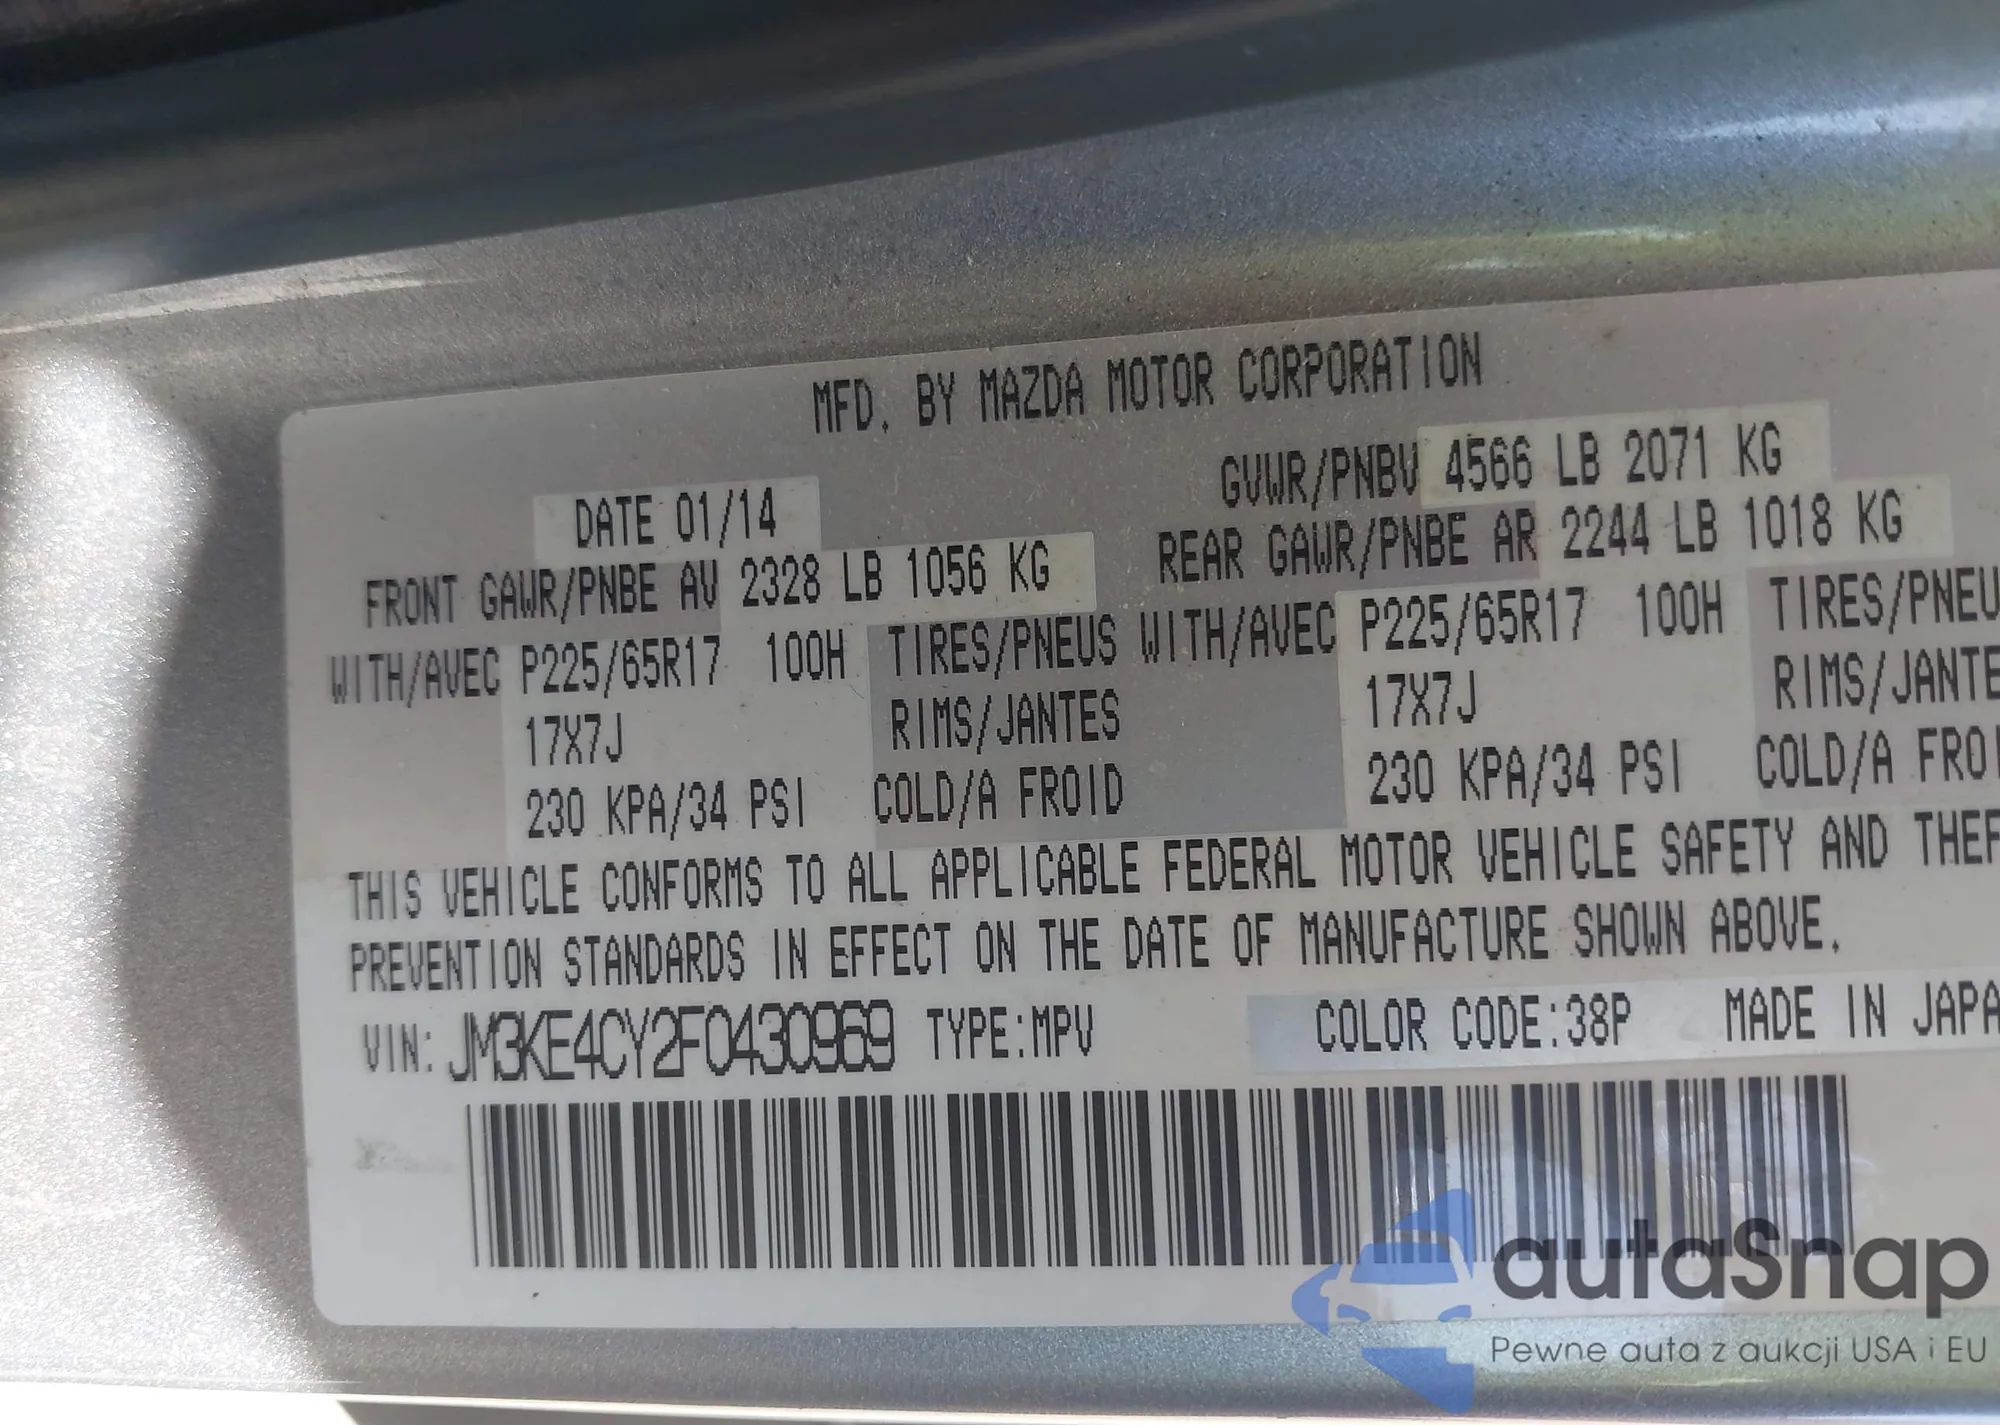 MFD. BY MAZDA MOTOR CORPORATION
GVWR/PNBV 4566 LB 2071 KG
DATE 01/14
FRONT GAWR/PNBE AV 2328 LB 1056 KG REAR GAWR/PNBE AR 2244 LB 1018 KG
WITH/AVEC P225/65R17 100H TIRES/PNEUS WITH/AVEC P225/65R17 100H TIRES/PNEU
17X7J RIMS/JANTES 17X7J RIMS/JANTE
230 KPA/34 PSI COLD/A FROID 230 KPA/34 PSI COLD/A FROI
THIS VEHICLE CONFORMS TO ALL APPLICABLE FEDERAL MOTOR VEHICLE SAFETY AND THEF
PREVENTION STANDARDS IN EFFECT ON THE DATE OF MANUFACTURE SHOWN ABOVE.
VIN: JM3KE4CY2F0430969 TYPE:MPV COLOR CODE:38P MADE IN JAPA
autaSnap
Pewne auta z aukcji USA i EU